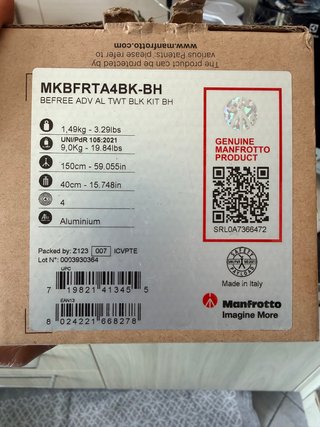 www.manfrotto.com
various Patents, please refer to
can be protected by
MKBFRTA4BK-BH
BEFREE ADV AL TWT BLK KIT BH
1,49kg - 3.29lbs
UNI/PdR 105:2021
9,0Kg - 19.84lbs
150cm - 59.055in
40cm - 15.748in
4
Aluminium
GENUINE
MANFROTTO
PRODUCT
SRL0A7366472
Packed by: Z123 007 ICVPTE
Lot N°: 0003930364
UPC
7 19821 41345 5
EAN13
8 024221 668278
SAFETY
PAYLOAD
Made in Italy
Manfrotto
Imagine More